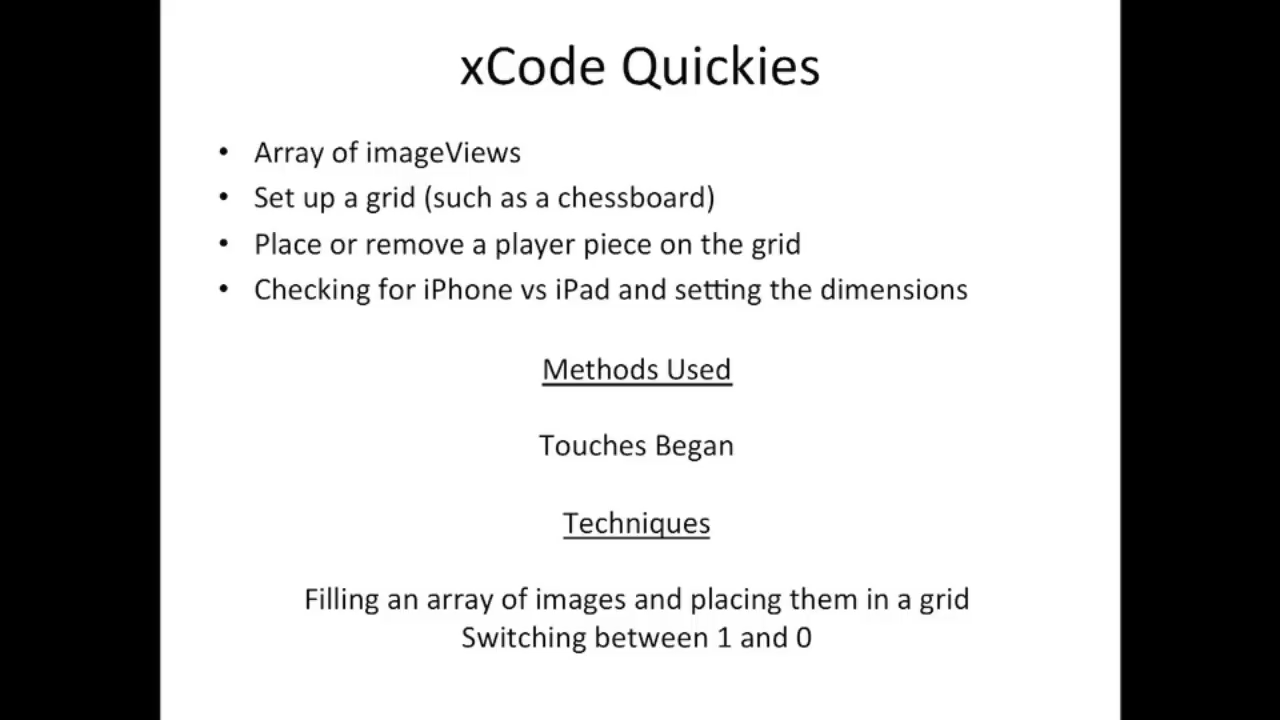 xCode Quickies
• Array of imageViews
• Set up a grid (such as a chessboard)
• Place or remove a player piece on the grid
• Checking for iPhone vs iPad and setting the dimensions
Methods Used
Touches Began
Techniques
Filling an array of images and placing them in a grid
Switching between 1 and 0